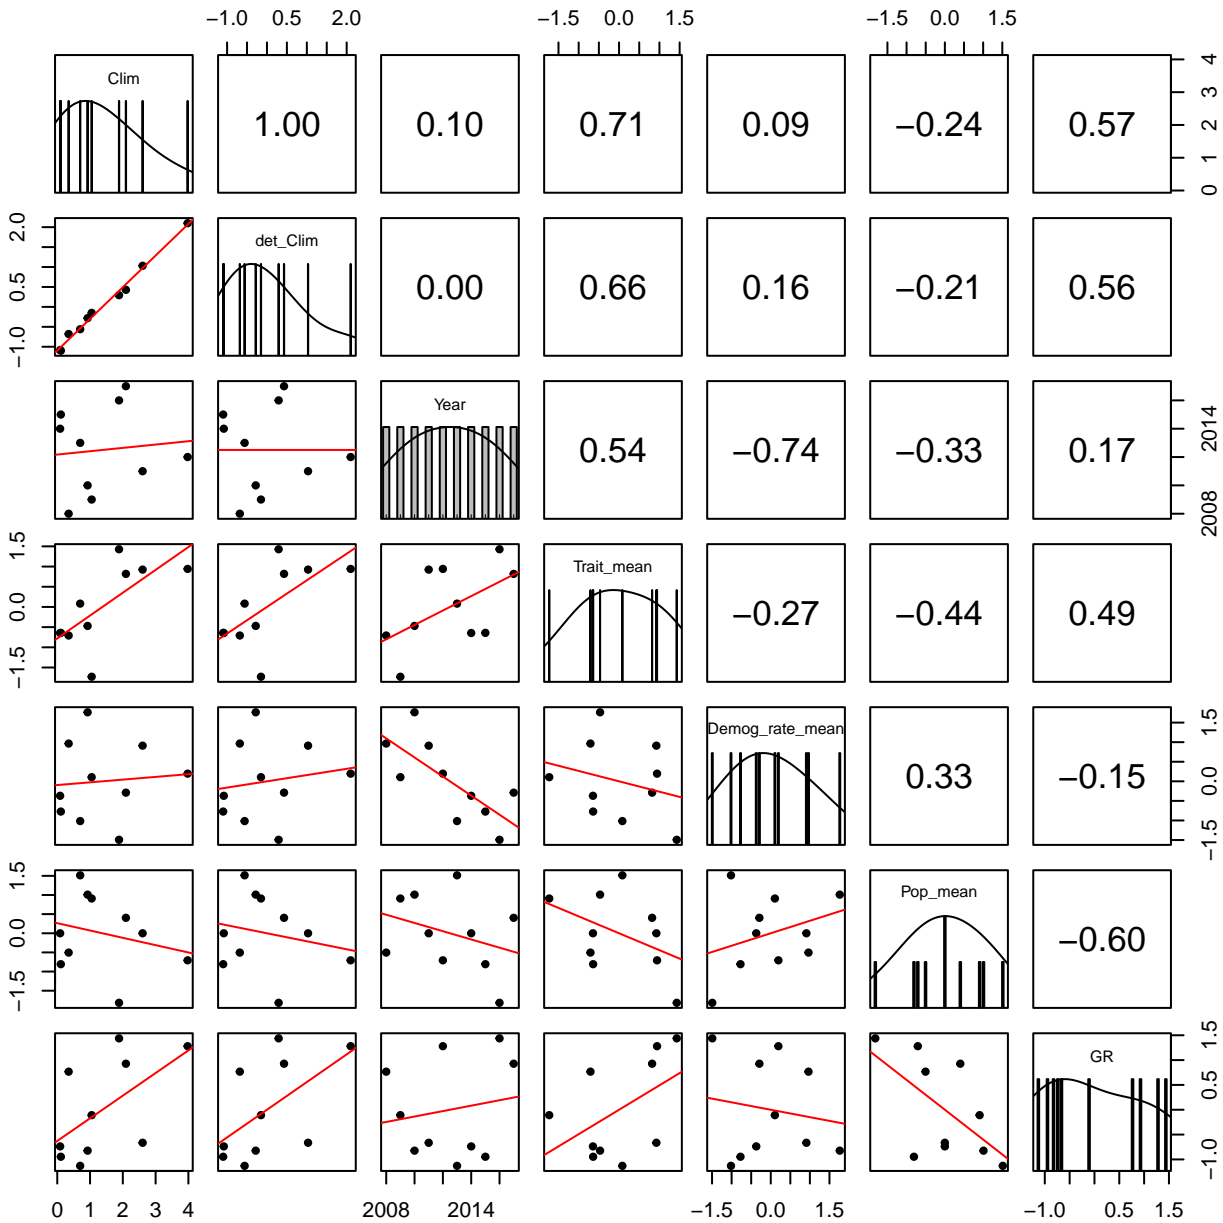 −1.0 0.5 2.0 −1.5 0.0 1.5 −1.5 0.0 1.5
Clim 1.00 0.10 0.71 0.09 −0.24 0.57 0 1 2 3 4
−1.0 0.5 2.0 det_Clim 0.00 0.66 0.16 −0.21 0.56
Year 0.54 −0.74 −0.33 0.17 2008 2014
−1.5 0.0 1.5 Trait_mean −0.27 −0.44 0.49
Demog_rate_mean 0.33 −0.15 −1.5 0.0 1.5
−1.5 0.0 1.5 Pop_mean −0.60
GR −1.0 0.5 1.5
0 1 2 3 4 2008 2014 −1.5 0.0 1.5 −1.0 0.5 1.5